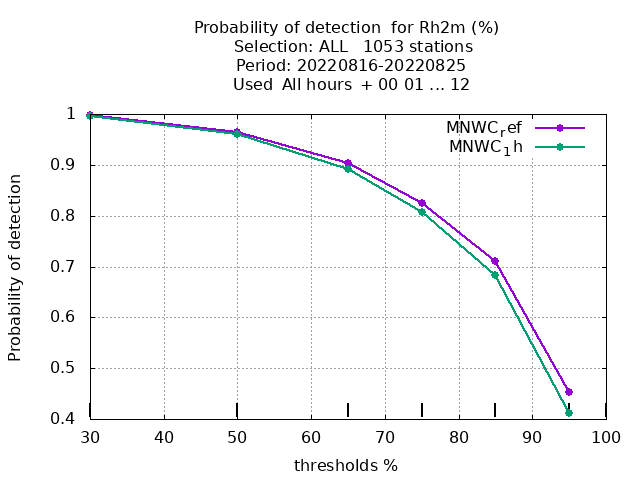 Probability of detection  for Rh2m (%)
Selection: ALL   1053 stations
Period: 20220816-20220825
Used  All hours  + 00 01 ... 12
MNWCref
MNWC1h
1
0.9
0.8
0.7
0.6
0.5
0.4
Probability of detection
30 40 50 60 70 80 90 100
thresholds %